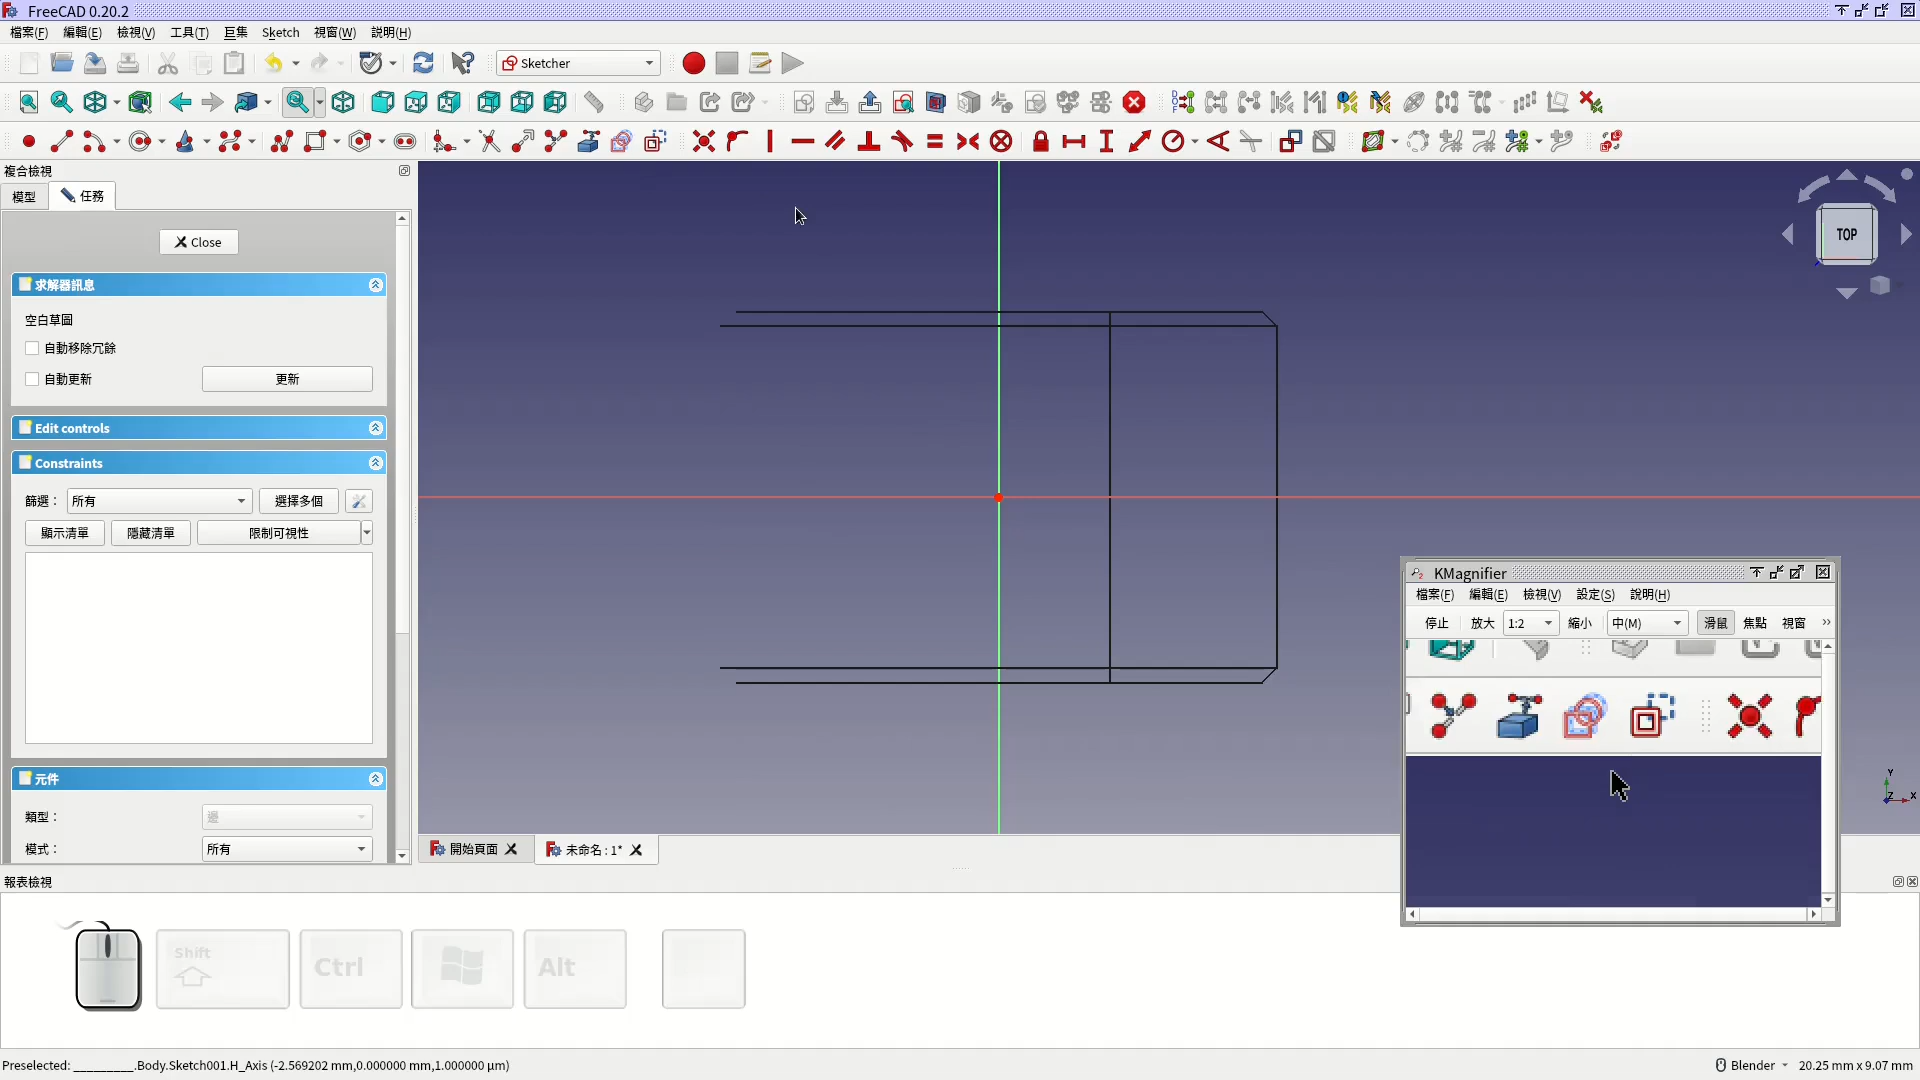 FreeCAD 0.20.2
檔案(F) 編輯(E) 檢視(V) 工具(T) 巨集 Sketch 視窗(W) 說明(H)
Sketcher
複合檢視
模型 任務
Close
求解器訊息
空白草圖
自動移除冗餘
自動更新 更新
Edit controls
Constraints
篩選： 所有 選擇多個
顯示清單 隱藏清單 限制可視性
元件
類型： 邊
模式： 所有
TOP
Y
Z X
KMagnifier
檔案(F) 編輯(E) 檢視(V) 設定(S) 說明(H)
停止 放大 1:2 縮小 中(M) 滑鼠 焦點 視窗 »
開始頁面 未命名 : 1*
報表檢視
Shift Ctrl Alt
Preselected: _________.Body.Sketch001.H_Axis (-2.569202 mm,0.000000 mm,1.000000 µm) Blender 20.25 mm x 9.07 mm